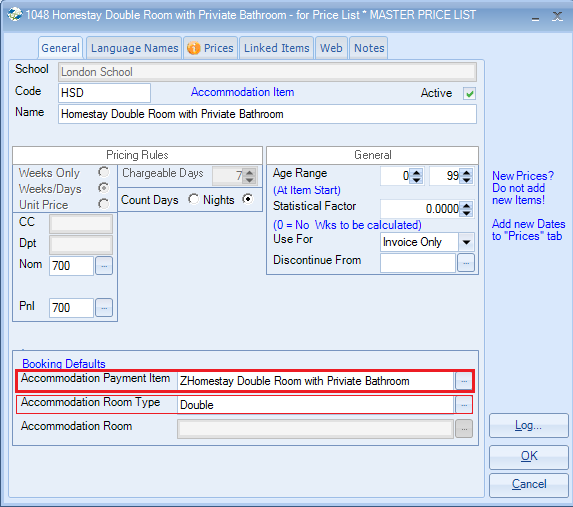 1048 Homestay Double Room with Priviate Bathroom - for Price List * MASTER PRICE LIST
General Language Names Prices Linked Items Web Notes
School London School
Code HSD Accommodation Item Active
Name Homestay Double Room with Priviate Bathroom
Pricing Rules
Weeks Only Chargeable Days 7
Weeks/Days
Unit Price Count Days Nights
CC
Dpt
Nom 700 ...
Pnl 700 ...
General
Age Range 0 99
(At Item Start)
Statistical Factor 0.0000
(0 = No Wks to be calculated)
Use For Invoice Only
Discontinue From ...
New Prices?
Do not add
new Items!
Add new Dates
to "Prices" tab
Booking Defaults
Accommodation Payment Item ZHomestay Double Room with Priviate Bathroom ...
Accommodation Room Type Double ...
Accommodation Room ...
Log...
OK
Cancel